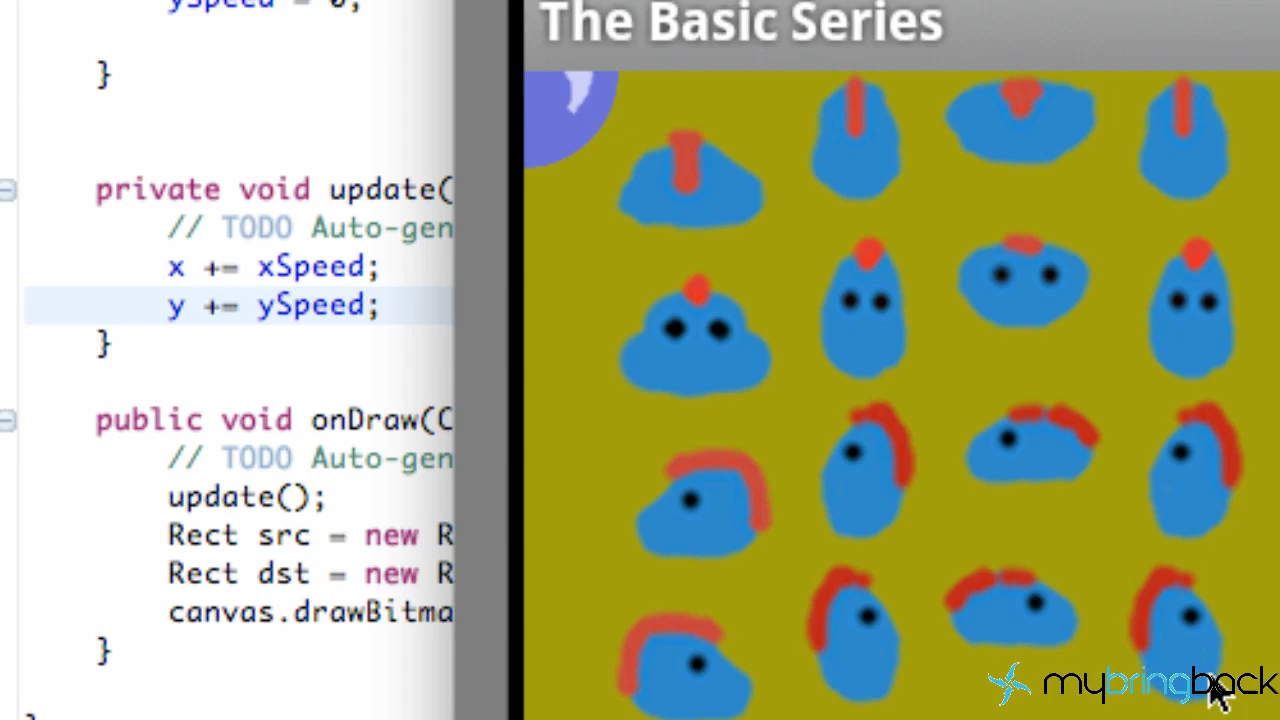 ySpeed = 0;
}
private void update(
// TODO Auto-gen
x += xSpeed;
y += ySpeed;
}
public void onDraw(C
// TODO Auto-gen
update();
Rect src = new R
Rect dst = new R
canvas.drawBitma
}
The Basic Series
mybringback